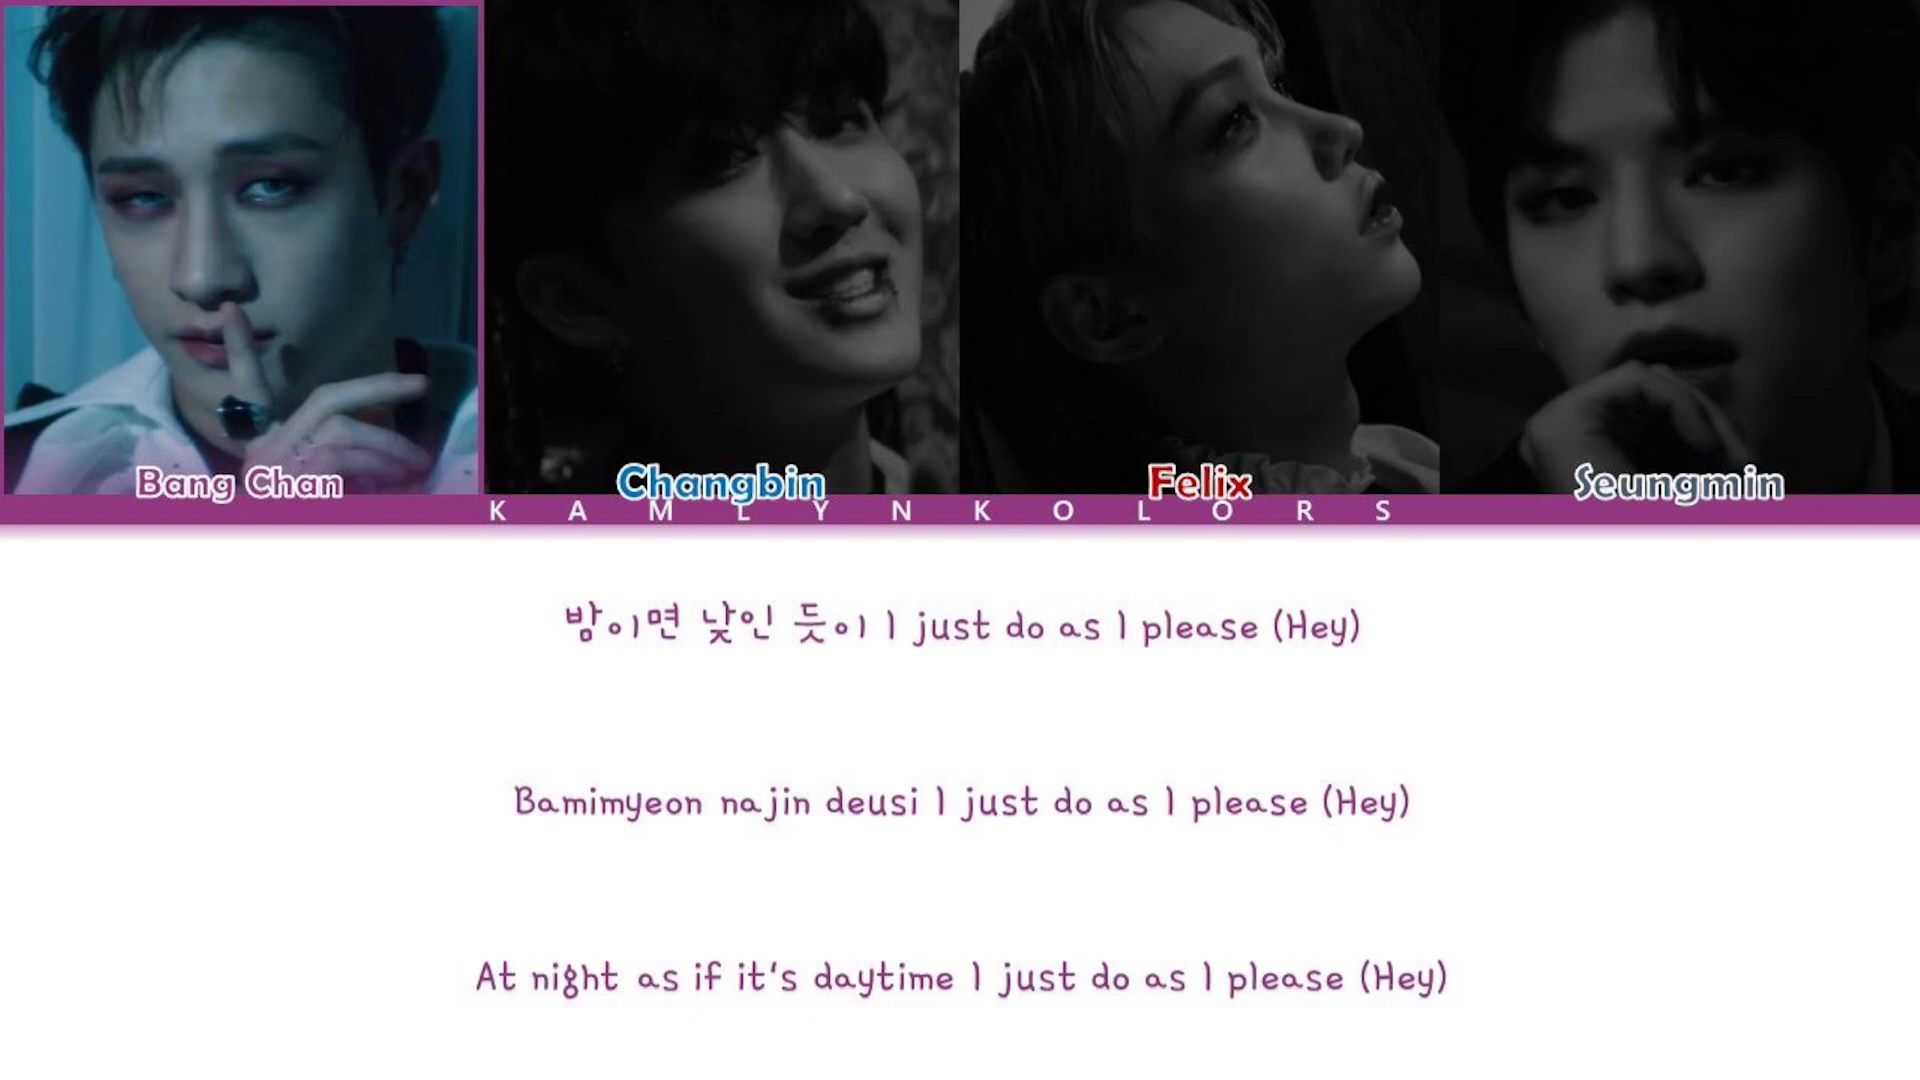 Bang Chan Changbin Felix Seungmin
KAMLYNKOLORS
밤이면 낮인 듯이 I just do as I please (Hey)
Bamimyeon najin deusi I just do as I please (Hey)
At night as if it's daytime I just do as I please (Hey)